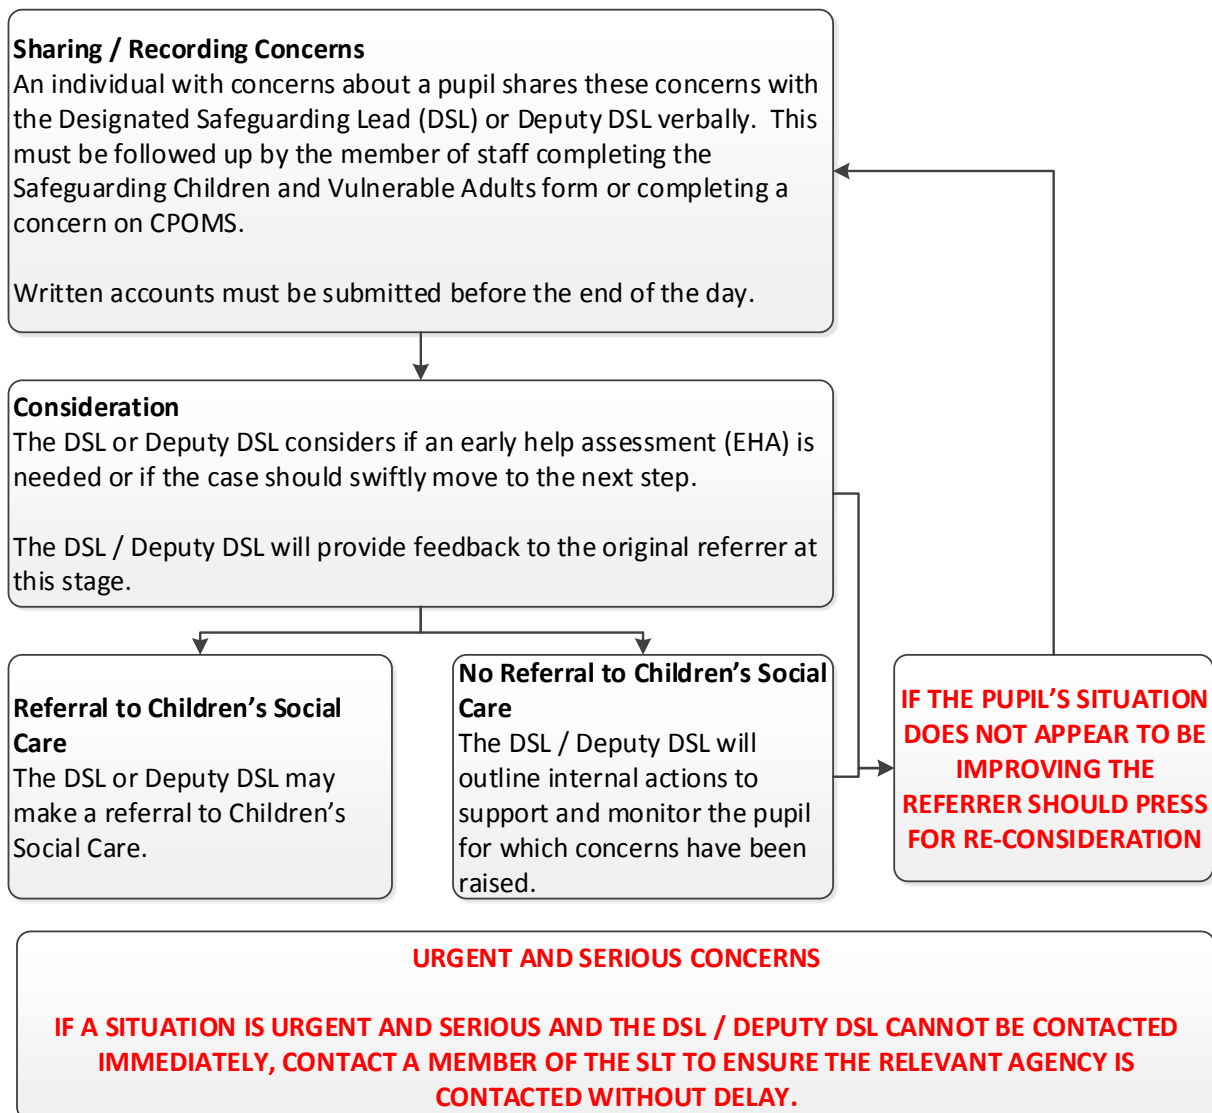 Sharing / Recording Concerns
An individual with concerns about a pupil shares these concerns with
the Designated Safeguarding Lead (DSL) or Deputy DSL verbally.  This
must be followed up by the member of staff completing the
Safeguarding Children and Vulnerable Adults form or completing a
concern on CPOMS.
Written accounts must be submitted before the end of the day.
Consideration
The DSL or Deputy DSL considers if an early help assessment (EHA) is
needed or if the case should swiftly move to the next step.
The DSL / Deputy DSL will provide feedback to the original referrer at
this stage.
Referral to Children’s Social
Care
The DSL or Deputy DSL may
make a referral to Children’s
Social Care.
No Referral to Children’s Social
Care
The DSL / Deputy DSL will
outline internal actions to
support and monitor the pupil
for which concerns have been
raised.
IF THE PUPIL’S SITUATION
DOES NOT APPEAR TO BE
IMPROVING THE
REFERRER SHOULD PRESS
FOR RE-CONSIDERATION
URGENT AND SERIOUS CONCERNS
IF A SITUATION IS URGENT AND SERIOUS AND THE DSL / DEPUTY DSL CANNOT BE CONTACTED
IMMEDIATELY, CONTACT A MEMBER OF THE SLT TO ENSURE THE RELEVANT AGENCY IS
CONTACTED WITHOUT DELAY.